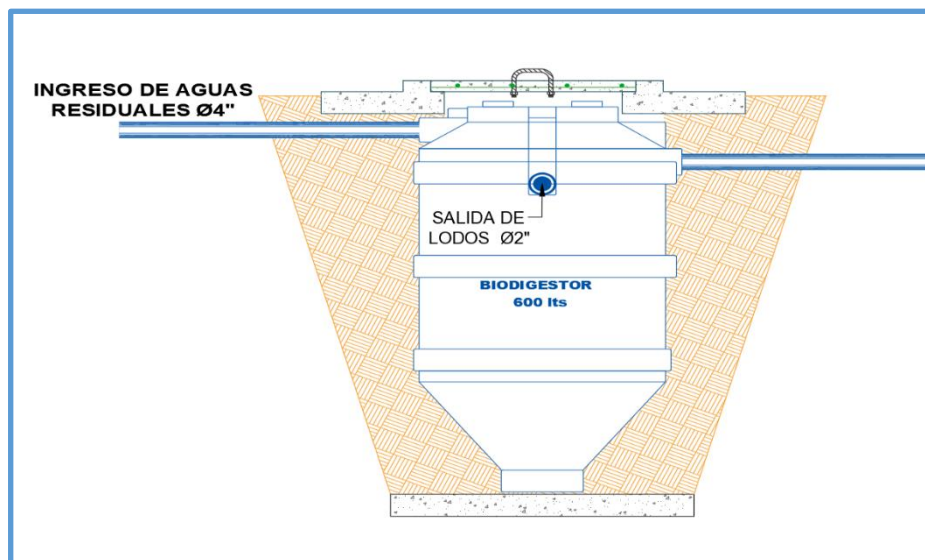 INGRESO DE AGUAS
RESIDUALES Ø4"
SALIDA DE
LODOS Ø2"
BIODIGESTOR
600 lts